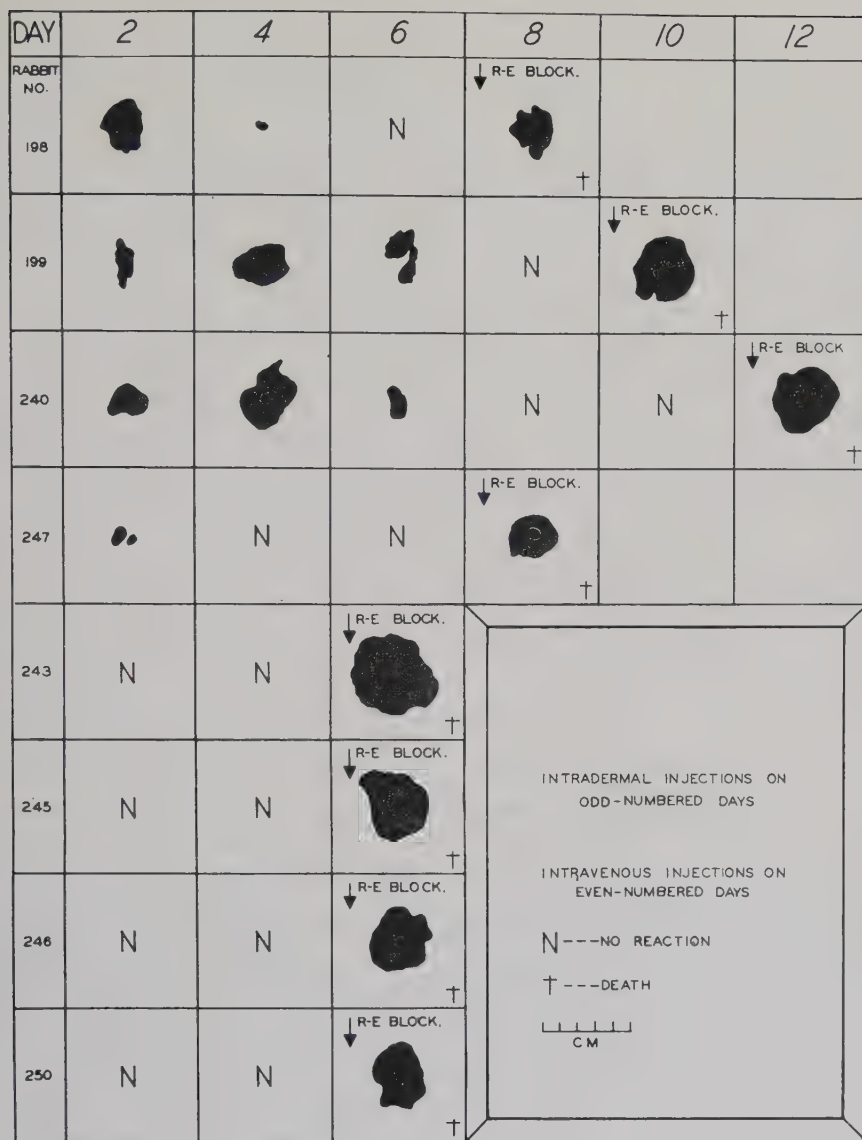 DAY 2 4 6 8 10 12
RABBIT NO.
198 N ↓ R-E BLOCK. †
199 N ↓ R-E BLOCK. †
240 N N ↓ R-E BLOCK †
247 N N ↓ R-E BLOCK. †
243 N N ↓ R-E BLOCK. †
245 N N ↓ R-E BLOCK. †
246 N N ↓ R-E BLOCK. †
250 N N ↓ R-E BLOCK. †
INTRADERMAL INJECTIONS ON
ODD-NUMBERED DAYS
INTRAVENOUS INJECTIONS ON
EVEN-NUMBERED DAYS
N---NO REACTION
†---DEATH
CM